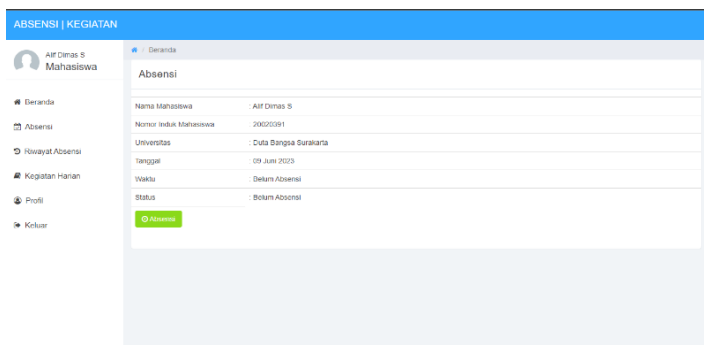 ABSENSI | KEGIATAN
Alif Dimas S
Mahasiswa
Beranda
Absensi
Riwayat Absensi
Kegiatan Harian
Profil
Keluar
/ Beranda
Absensi
Nama Mahasiswa : Alif Dimas S
Nomor Induk Mahasiswa : 20020391
Universitas : Duta Bangsa Surakarta
Tanggal : 09 Juni 2023
Waktu : Belum Absensi
Status : Belum Absensi
Absensi